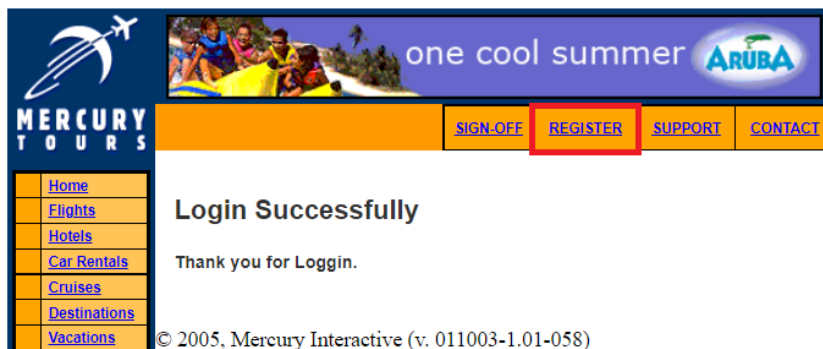 one cool summer ARUBA
MERCURY
TOURS
SIGN-OFF REGISTER SUPPORT CONTACT
Home
Flights
Hotels
Car Rentals
Cruises
Destinations
Vacations
Login Successfully
Thank you for Loggin.
© 2005, Mercury Interactive (v. 011003-1.01-058)